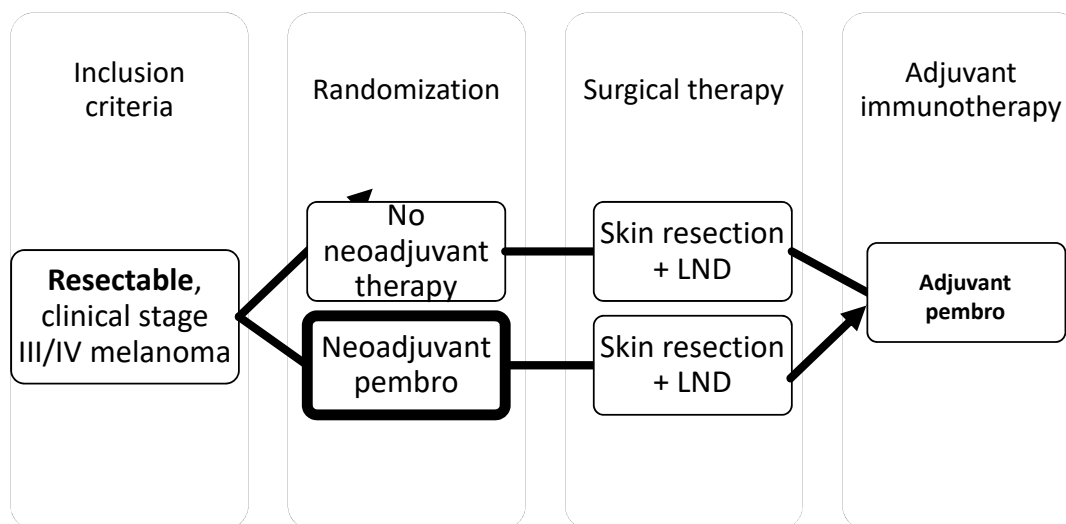 Inclusion
criteria
Randomization
Surgical therapy
Adjuvant
immunotherapy
Resectable,
clinical stage
III/IV melanoma
No
neoadjuvant
therapy
Neoadjuvant
pembro
Skin resection
+ LND
Skin resection
+ LND
Adjuvant
pembro